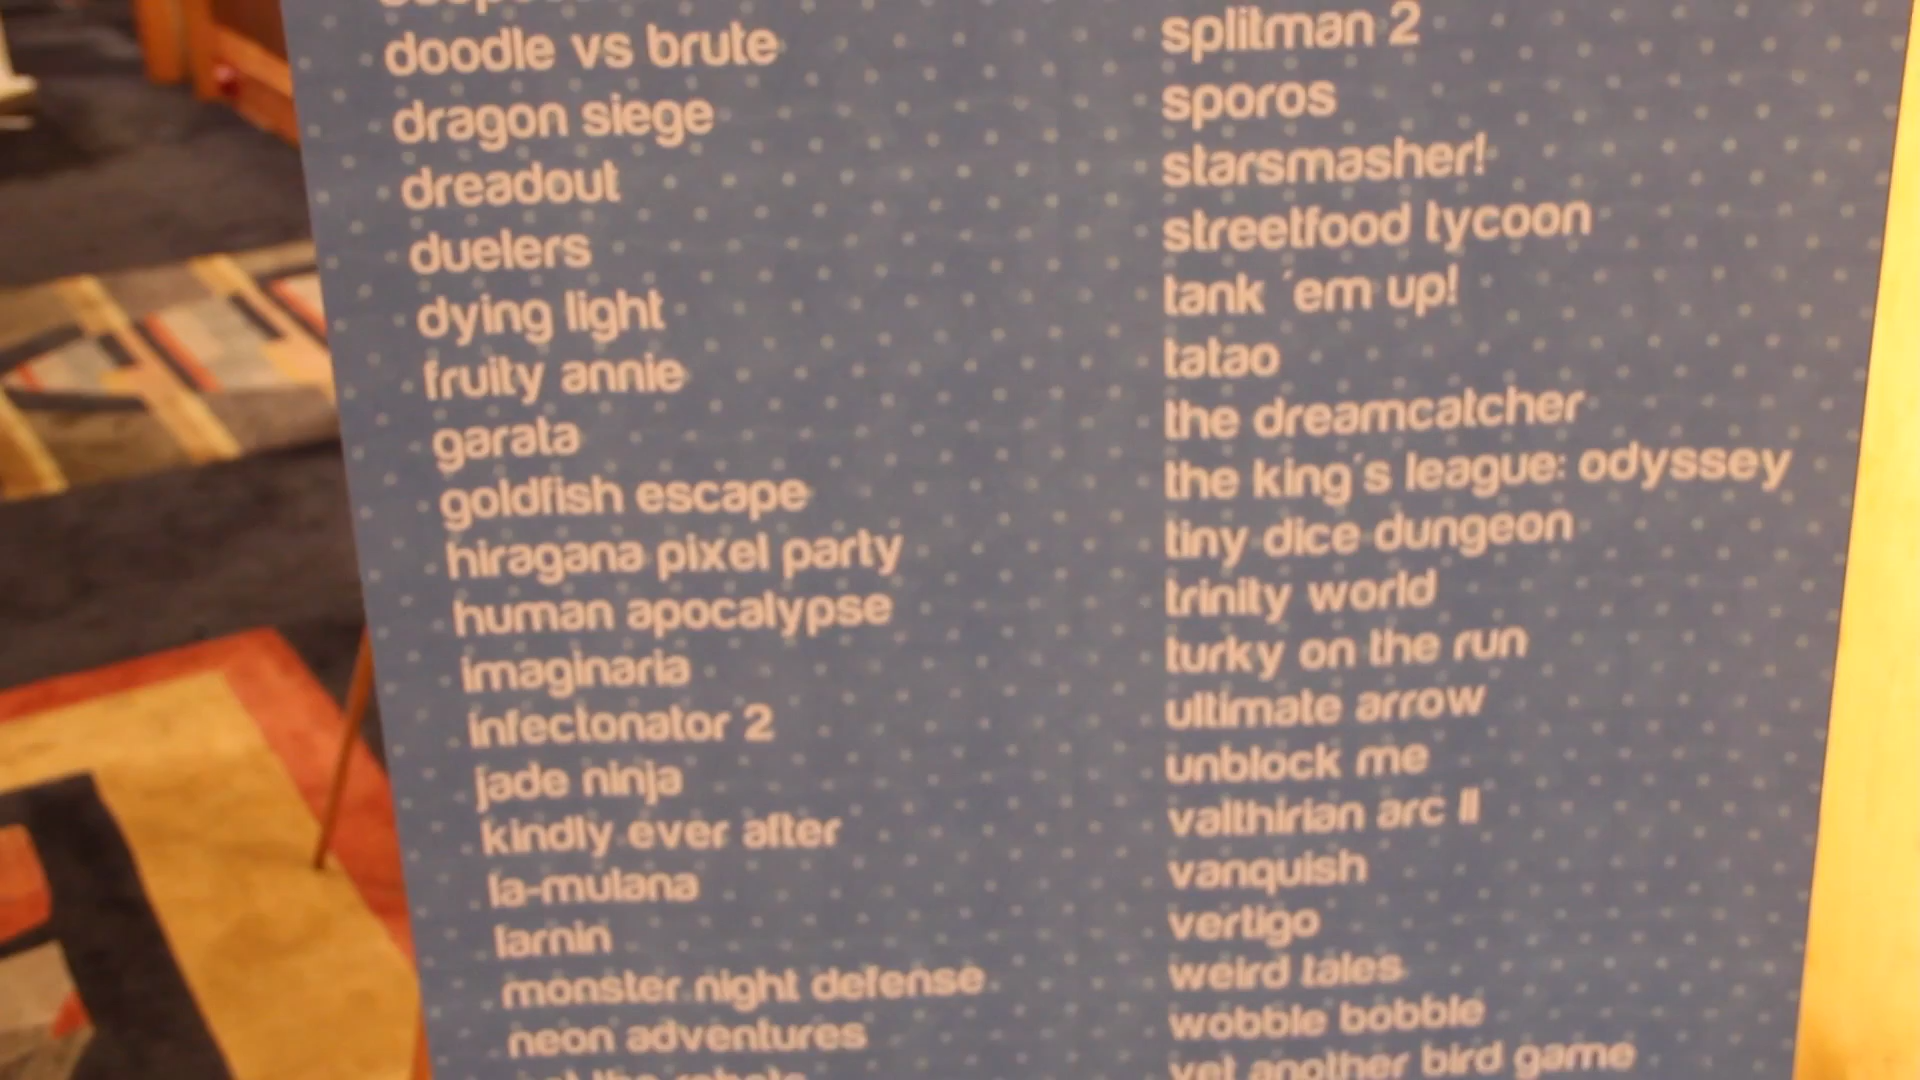 doodle vs brute
dragon siege
dreadout
duelers
dying light
fruity annie
garata
goldfish escape
hiragana pixel party
human apocalypse
imaginaria
infectonator 2
jade ninja
kindly ever after
la-mulana
larnin
monster night defense
neon adventures
splitman 2
sporos
starsmasher!
streetfood tycoon
tank ´em up!
tatao
the dreamcatcher
the king´s league: odyssey
tiny dice dungeon
trinity world
turky on the run
ultimate arrow
unblock me
valthirian arc II
vanquish
vertigo
weird tales
wobble bobble
yet another bird game